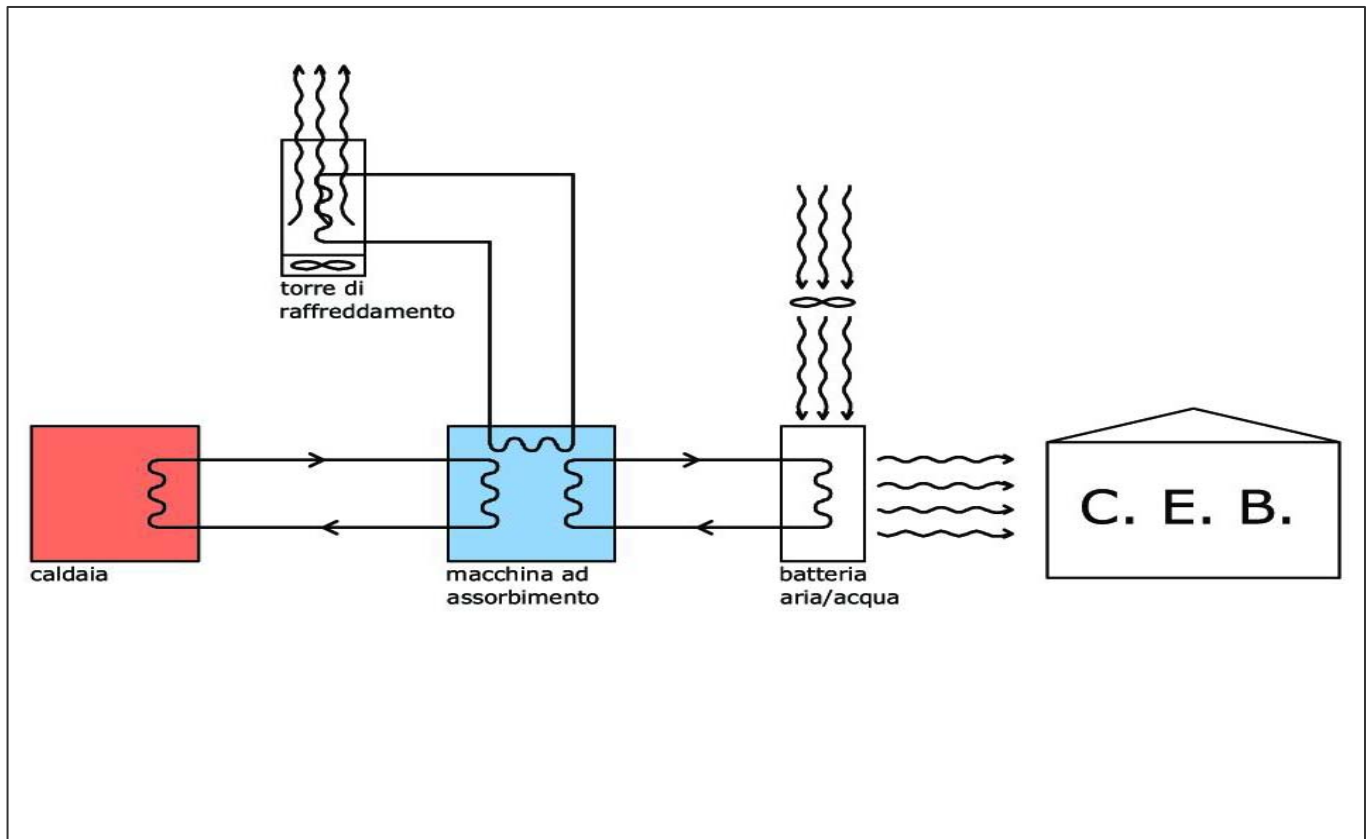 torre di
raffreddamento
caldaia
macchina ad
assorbimento
batteria
aria/acqua
C. E. B.